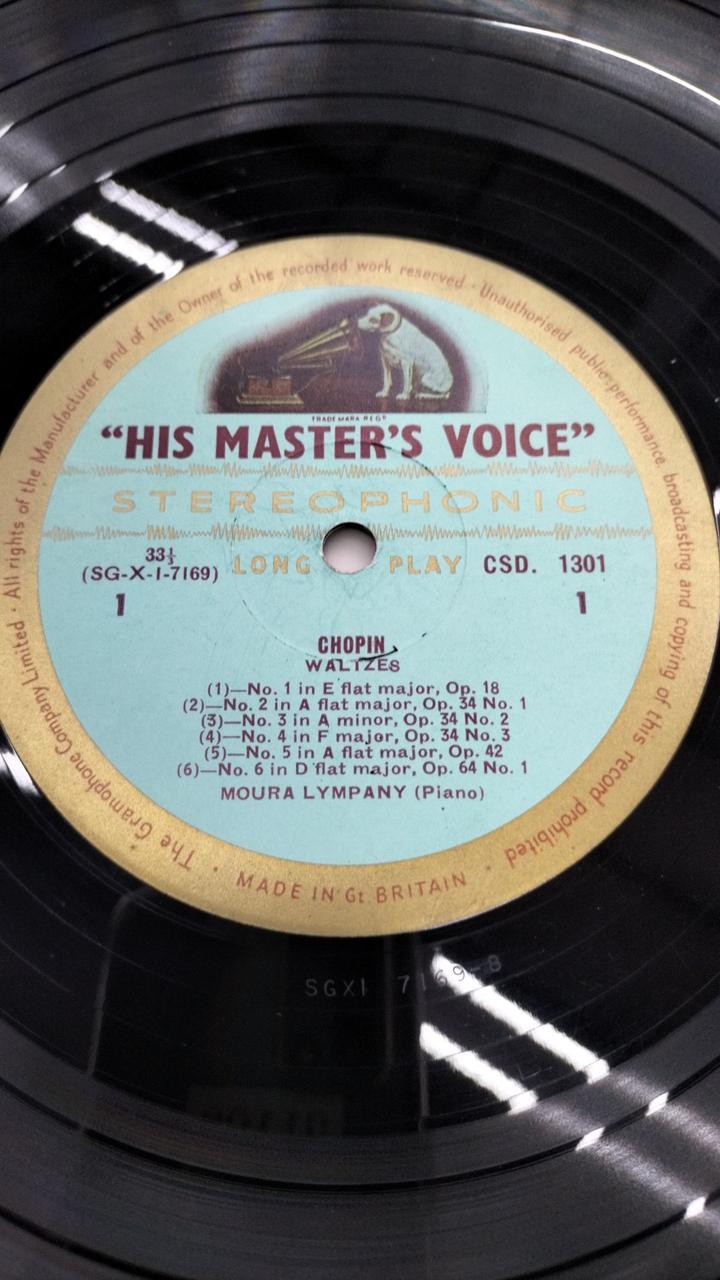 The Gramophone Company Limited · All rights of the Manufacturer and of the Owner of the recorded work reserved · Unauthorised public performance, broadcasting and copying of this record prohibited ·
TRADE MARK REGD
“HIS MASTER'S VOICE”
STEREOPHONIC
33⅓
(SG-X-1-7169)
LONG PLAY
CSD. 1301
1
1
CHOPIN
WALTZES
(1)—No. 1 in E flat major, Op. 18
(2)—No. 2 in A flat major, Op. 34 No. 1
(3)—No. 3 in A minor, Op. 34 No. 2
(4)—No. 4 in F major, Op. 34 No. 3
(5)—No. 5 in A flat major, Op. 42
(6)—No. 6 in D flat major, Op. 64 No. 1
MOURA LYMPANY (Piano)
· MADE IN Gt. BRITAIN ·
SGX1 7169-8